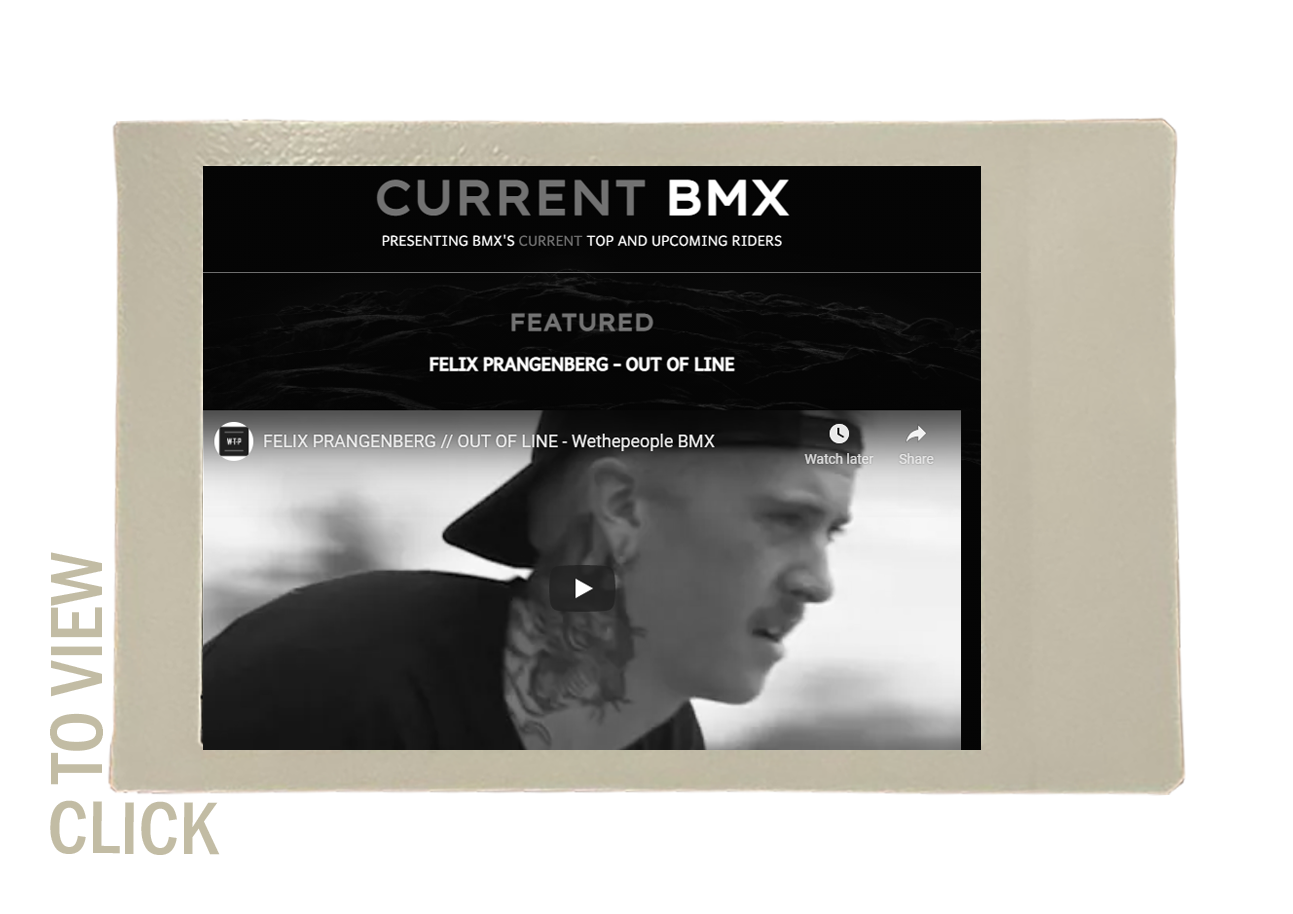 CURRENT BMX
PRESENTING BMX'S CURRENT TOP AND UPCOMING RIDERS
FEATURED
FELIX PRANGENBERG - OUT OF LINE
WT-P
FELIX PRANGENBERG // OUT OF LINE - Wethepeople BMX
Watch later
Share
CLICK
TO VIEW